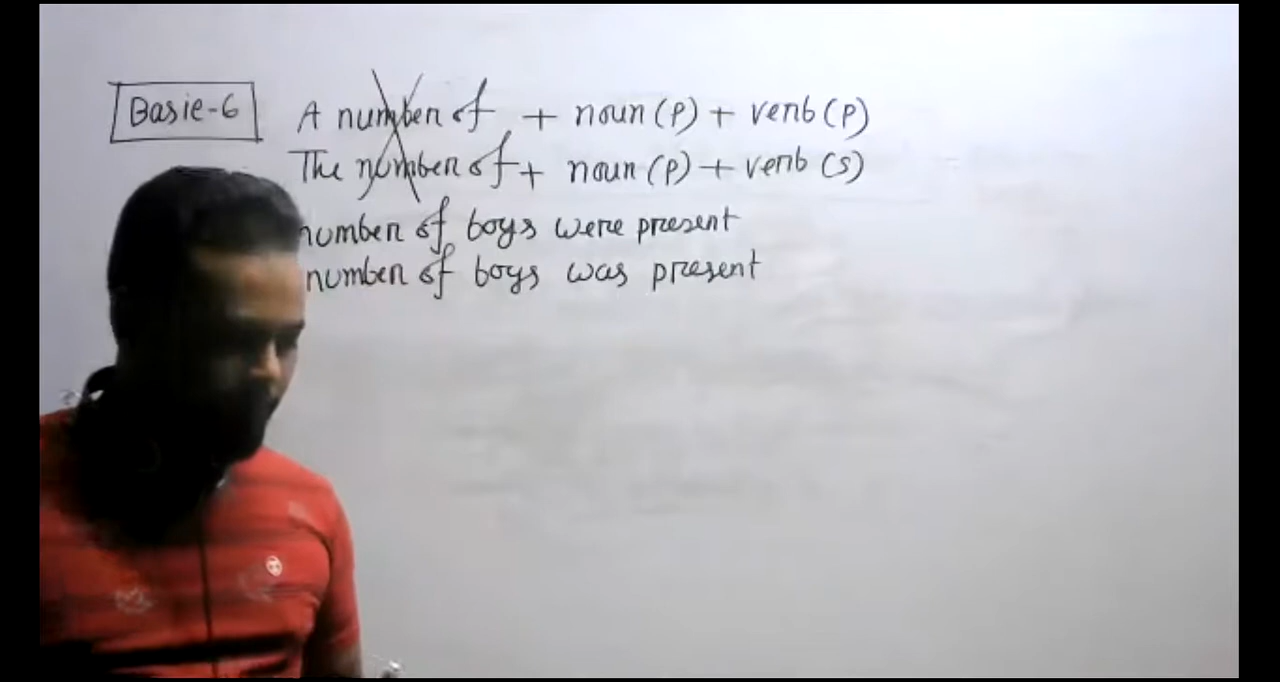 Basic-6 A number of + noun (P) + verb (P)
The number of + noun (P) + verb (S)
number of boys were present
number of boys was present